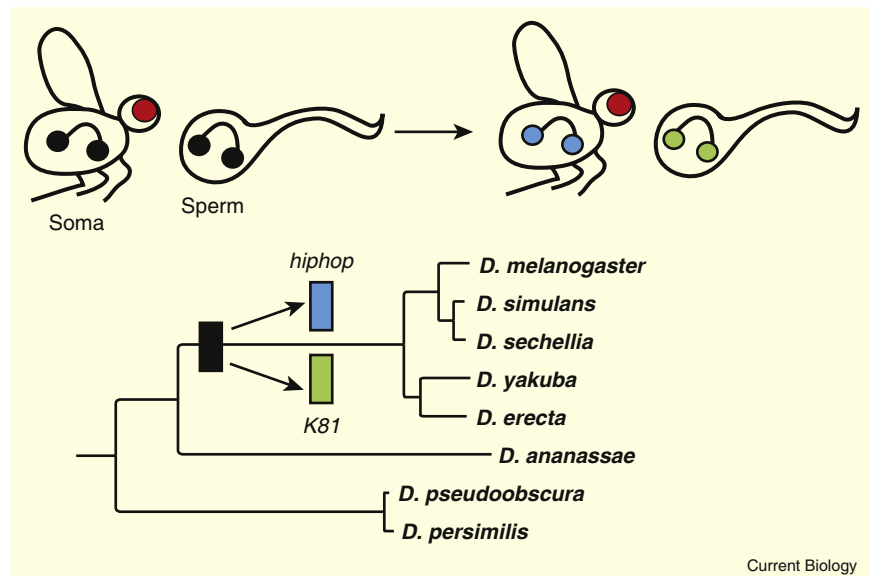 Soma
Sperm
hiphop
K81
D. melanogaster
D. simulans
D. sechellia
D. yakuba
D. erecta
D. ananassae
D. pseudoobscura
D. persimilis
Current Biology